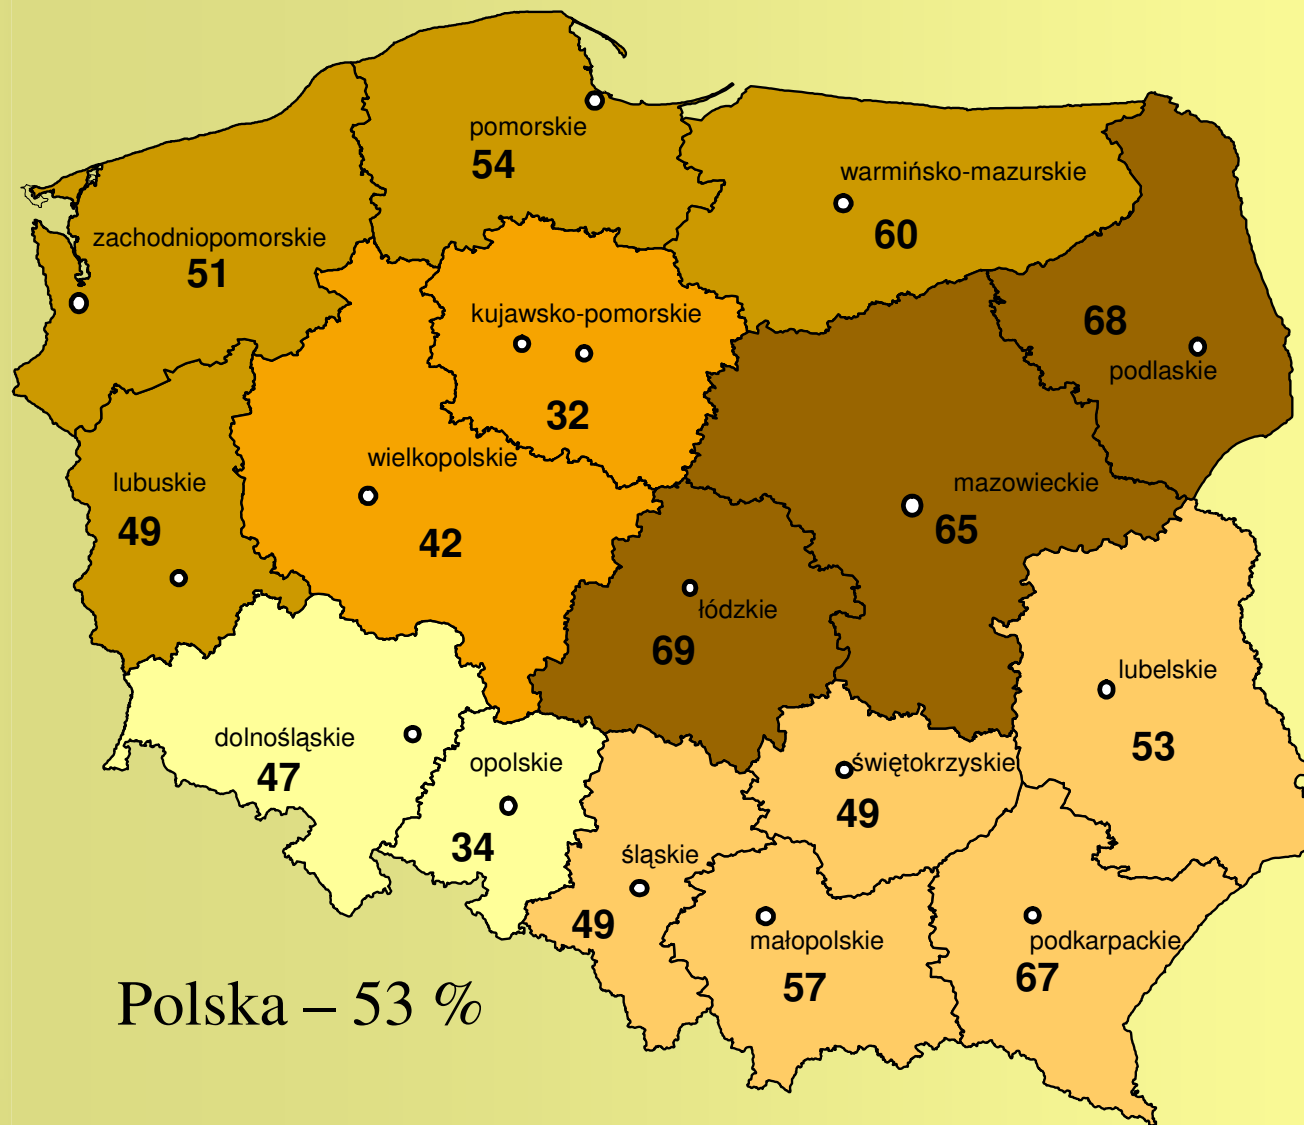 pomorskie
54
warmińsko-mazurskie
60
zachodniopomorskie
51
kujawsko-pomorskie
32
68
podlaskie
wielkopolskie
42
lubuskie
49
mazowieckie
65
łódzkie
69
lubelskie
53
dolnośląskie
47
opolskie
34
świętokrzyskie
49
śląskie
49
małopolskie
57
podkarpackie
67
Polska – 53 %